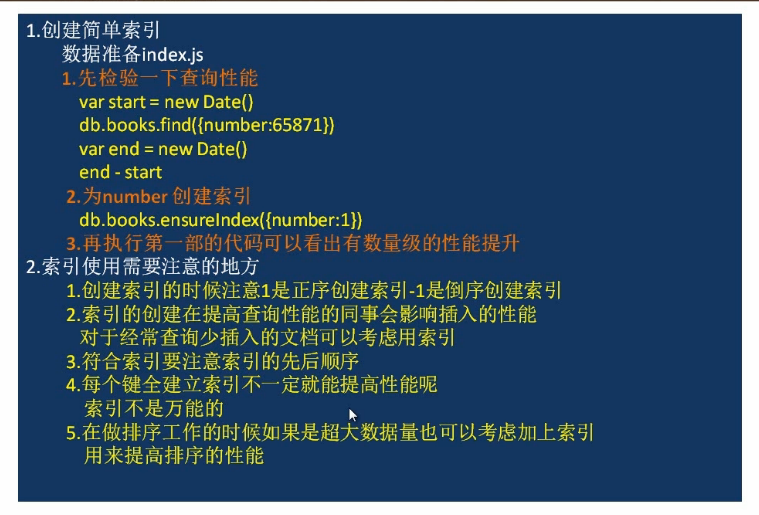 1.创建简单索引
数据准备index.js
1.先检验一下查询性能
var start = new Date()
db.books.find({number:65871})
var end = new Date()
end - start
2.为number 创建索引
db.books.ensureIndex({number:1})
3.再执行第一部的代码可以看出有数量级的性能提升
2.索引使用需要注意的地方
1.创建索引的时候注意1是正序创建索引-1是倒序创建索引
2.索引的创建在提高查询性能的同事会影响插入的性能
对于经常查询少插入的文档可以考虑用索引
3.符合索引要注意索引的先后顺序
4.每个键全建立索引不一定就能提高性能呢
索引不是万能的
5.在做排序工作的时候如果是超大数据量也可以考虑加上索引
用来提高排序的性能